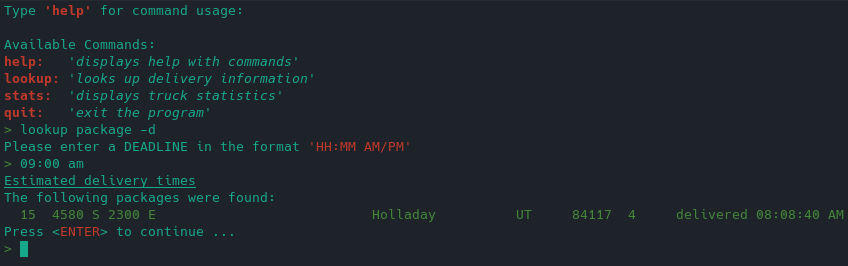 Type 'help' for command usage:
Available Commands:
help: 'displays help with commands'
lookup: 'looks up delivery information'
stats: 'displays truck statistics'
quit: 'exit the program'
> lookup package -d
Please enter a DEADLINE in the format 'HH:MM AM/PM'
> 09:00 am
Estimated delivery times
The following packages were found:
15 4580 S 2300 E Holladay UT 84117 4 delivered 08:08:40 AM
Press <ENTER> to continue ...
>